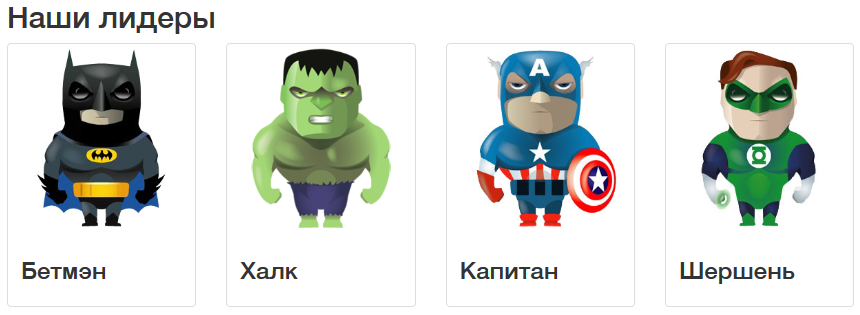 Наши лидеры
A
Бетмэн
Халк
Капитан
Шершень